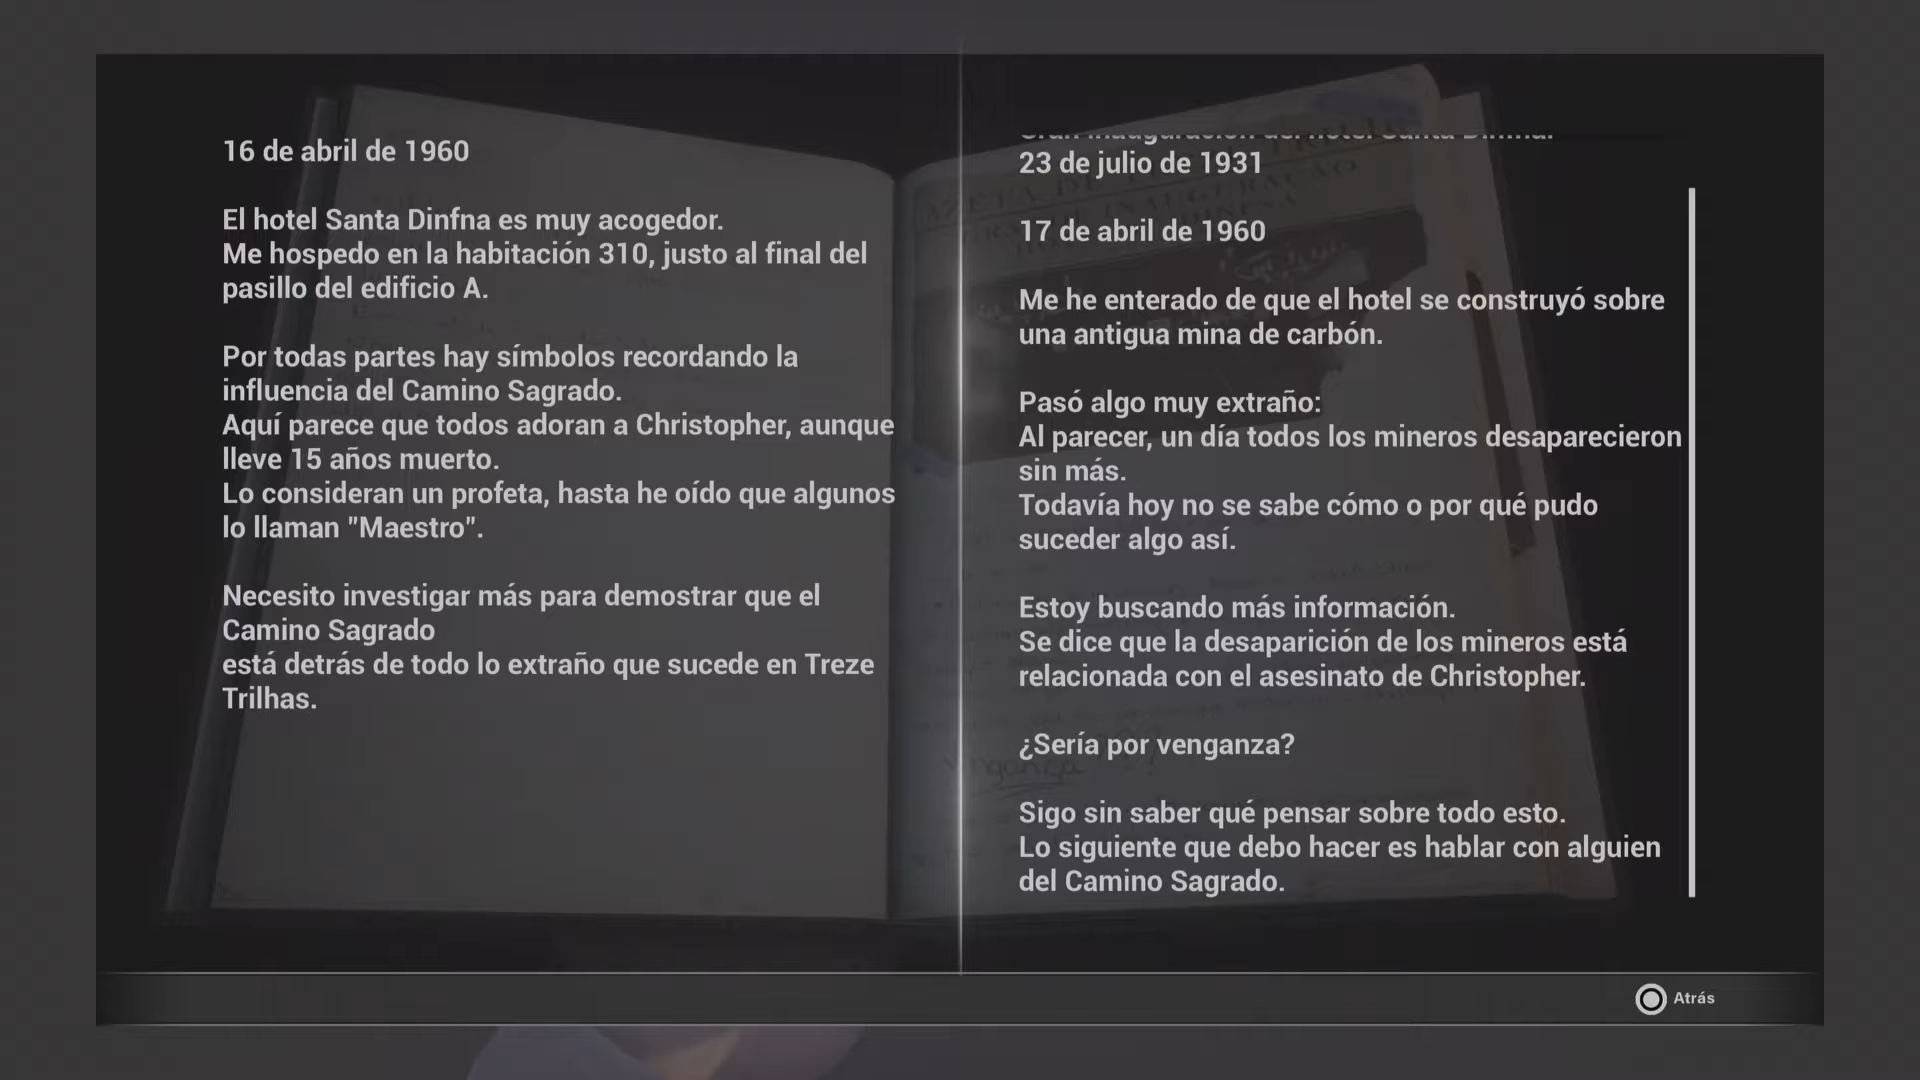 16 de abril de 1960
El hotel Santa Dinfna es muy acogedor.
Me hospedo en la habitación 310, justo al final del
pasillo del edificio A.
Por todas partes hay símbolos recordando la
influencia del Camino Sagrado.
Aquí parece que todos adoran a Christopher, aunque
lleve 15 años muerto.
Lo consideran un profeta, hasta he oído que algunos
lo llaman "Maestro".
Necesito investigar más para demostrar que el
Camino Sagrado
está detrás de todo lo extraño que sucede en Treze
Trilhas.
Gran inauguración del hotel Santa Dinfna.
23 de julio de 1931
17 de abril de 1960
Me he enterado de que el hotel se construyó sobre
una antigua mina de carbón.
Pasó algo muy extraño:
Al parecer, un día todos los mineros desaparecieron
sin más.
Todavía hoy no se sabe cómo o por qué pudo
suceder algo así.
Estoy buscando más información.
Se dice que la desaparición de los mineros está
relacionada con el asesinato de Christopher.
¿Sería por venganza?
Sigo sin saber qué pensar sobre todo esto.
Lo siguiente que debo hacer es hablar con alguien
del Camino Sagrado.
Atrás